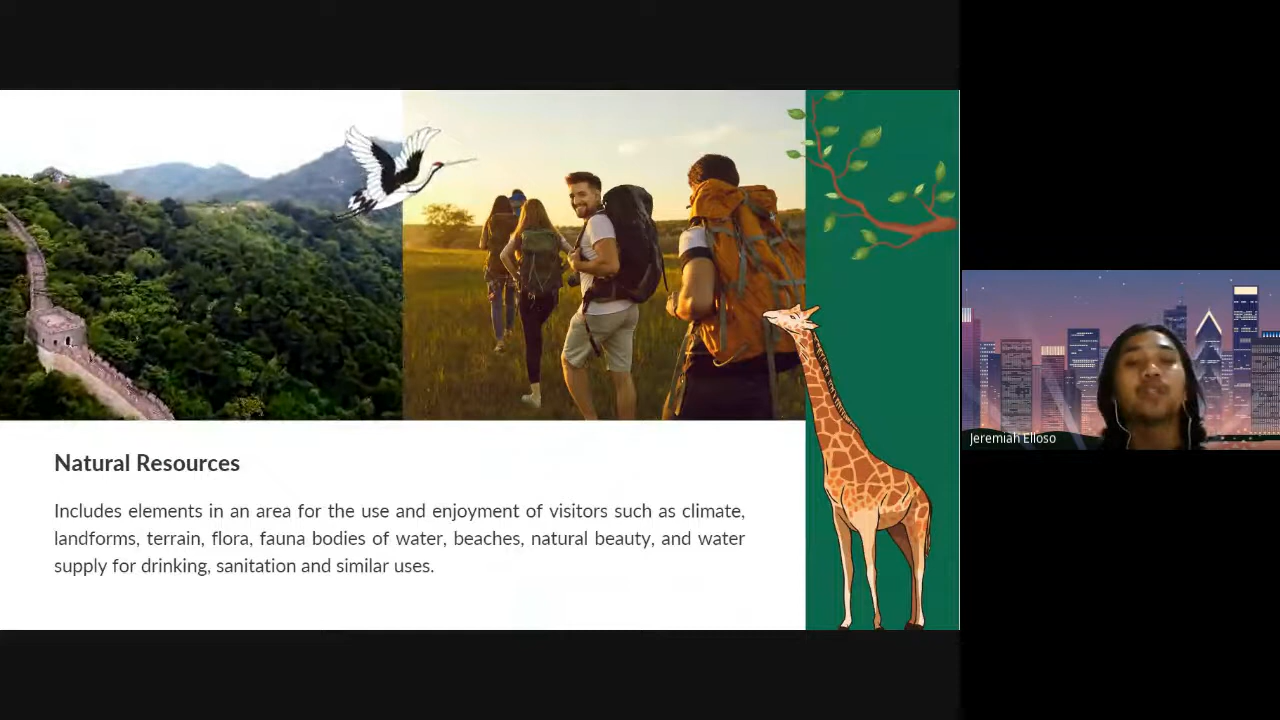 Natural Resources
Includes elements in an area for the use and enjoyment of visitors such as climate,
landforms, terrain, flora, fauna bodies of water, beaches, natural beauty, and water
supply for drinking, sanitation and similar uses.
Jeremiah Elloso